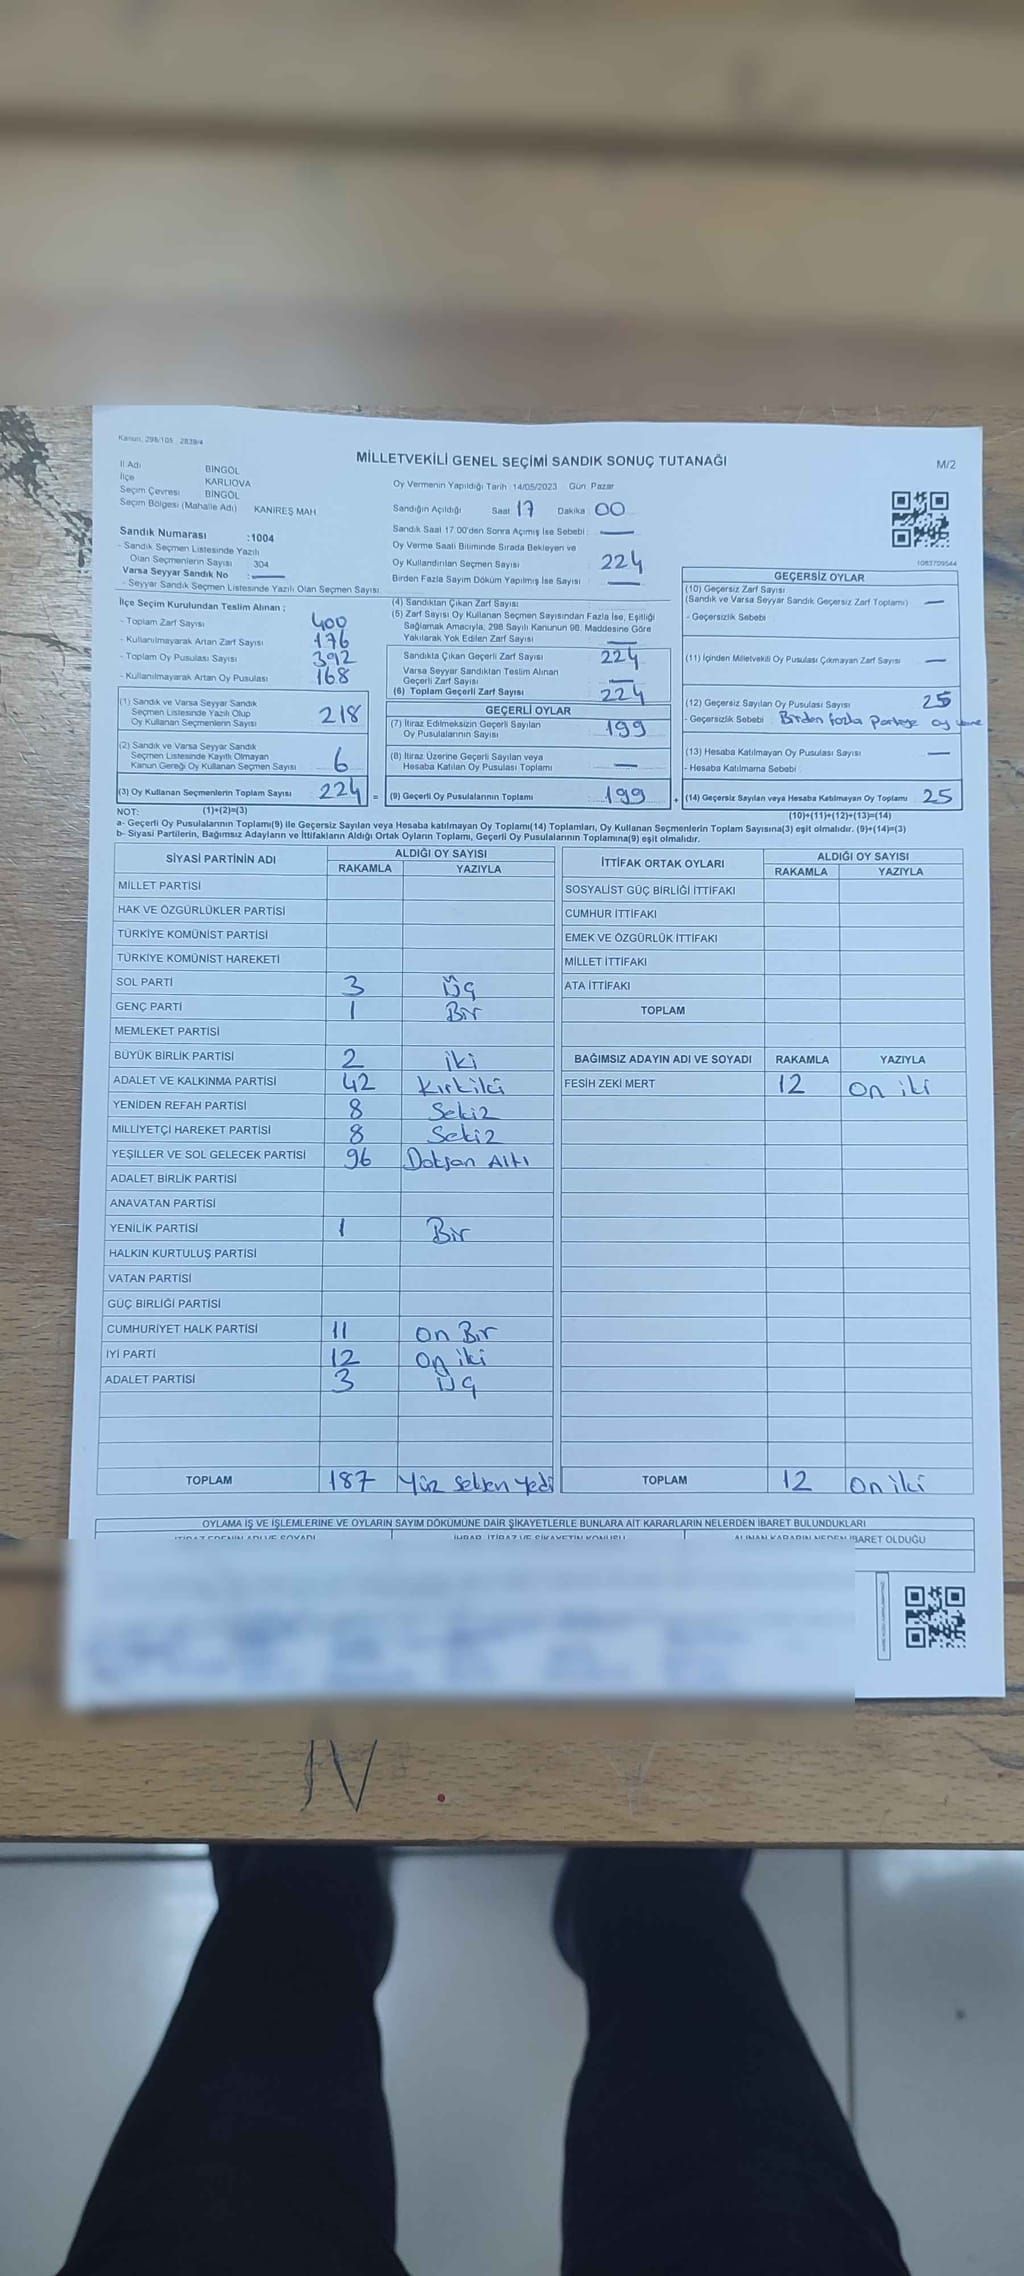 Kanun: 298/105 , 2839/4
MİLLETVEKİLİ GENEL SEÇİMİ SANDIK SONUÇ TUTANAĞI
M/2
İl Adı BİNGÖL
İlçe KARLIOVA
Seçim Çevresi BİNGÖL
Seçim Bölgesi (Mahalle Adı) KANİREŞ MAH
Oy Vermenin Yapıldığı Tarih :14/05/2023 Gün: Pazar
Sandığın Açıldığı Saat 17 Dakika 00
Sandık Saat 17.00'den Sonra Açımış İse Sebebi : —
Oy Verme Saati Bitiminde Sırada Bekleyen ve
Oy Kullandırılan Seçmen Sayısı 224
Birden Fazla Sayım Döküm Yapılmış İse Sayısı —
Sandık Numarası :1004
- Sandık Seçmen Listesinde Yazılı
Olan Seçmenlerin Sayısı 304
Varsa Seyyar Sandık No : —
- Seyyar Sandık Seçmen Listesinde Yazılı Olan Seçmen Sayısı
İlçe Seçim Kurulundan Teslim Alınan ;
- Toplam Zarf Sayısı 400
- Kullanılmayarak Artan Zarf Sayısı 176
- Toplam Oy Pusulası Sayısı 392
- Kullanılmayarak Artan Oy Pusulası 168
(1) Sandık ve Varsa Seyyar Sandık
Seçmen Listesinde Yazılı Olup
Oy Kullanan Seçmenlerin Sayısı 218
(2) Sandık ve Varsa Seyyar Sandık
Seçmen Listesinde Kayıtlı Olmayan
Kanun Gereği Oy Kullanan Seçmen Sayısı 6
(3) Oy Kullanan Seçmenlerin Toplam Sayısı 224 =
(4) Sandıktan Çıkan Zarf Sayısı
(5) Zarf Sayısı Oy Kullanan Seçmen Sayısından Fazla İse, Eşitliği
Sağlamak Amacıyla, 298 Sayılı Kanunun 98. Maddesine Göre
Yakılarak Yok Edilen Zarf Sayısı —
Sandıkta Çıkan Geçerli Zarf Sayısı 224
Varsa Seyyar Sandıktan Teslim Alınan
Geçerli Zarf Sayısı —
(6) Toplam Geçerli Zarf Sayısı 224
GEÇERLİ OYLAR
(7) İtiraz Edilmeksizin Geçerli Sayılan
Oy Pusulalarının Sayısı 199
(8) İtiraz Üzerine Geçerli Sayılan veya
Hesaba Katılan Oy Pusulası Toplamı —
(9) Geçerli Oy Pusulalarının Toplamı 199 +
1083709544
GEÇERSİZ OYLAR
(10) Geçersiz Zarf Sayısı
(Sandık ve Varsa Seyyar Sandık Geçersiz Zarf Toplamı) —
- Geçersizlik Sebebi
(11) İçinden Milletvekili Oy Pusulası Çıkmayan Zarf Sayısı —
(12) Geçersiz Sayılan Oy Pusulası Sayısı 25
- Geçersizlik Sebebi : Birden fazla Partiye oy verme
(13) Hesaba Katılmayan Oy Pusulası Sayısı —
- Hesaba Katılmama Sebebi
(14) Geçersiz Sayılan veya Hesaba Katılmayan Oy Toplamı 25
NOT: (1)+(2)=(3)
(10)+(11)+(12)+(13)=(14)
a- Geçerli Oy Pusulalarının Toplamı(9) ile Geçersiz Sayılan veya Hesaba katılmayan Oy Toplamı(14) Toplamları, Oy Kullanan Seçmenlerin Toplam Sayısına(3) eşit olmalıdır. (9)+(14)=(3)
b- Siyasi Partilerin, Bağımsız Adayların ve İttifakların Aldığı Ortak Oyların Toplamı, Geçerli Oy Pusulalarının Toplamına(9) eşit olmalıdır.
SİYASİ PARTİNİN ADI ALDIĞI OY SAYISI
RAKAMLA YAZIYLA
MİLLET PARTİSİ
HAK VE ÖZGÜRLÜKLER PARTİSİ
TÜRKİYE KOMÜNİST PARTİSİ
TÜRKİYE KOMÜNİST HAREKETİ
SOL PARTİ 3 Üç
GENÇ PARTİ 1 Bir
MEMLEKET PARTİSİ
BÜYÜK BİRLİK PARTİSİ 2 iki
ADALET VE KALKINMA PARTİSİ 42 Kırkiki
YENİDEN REFAH PARTİSİ 8 Sekiz
MİLLİYETÇİ HAREKET PARTİSİ 8 Sekiz
YEŞİLLER VE SOL GELECEK PARTİSİ 96 Doksan Altı
ADALET BİRLİK PARTİSİ
ANAVATAN PARTİSİ
YENİLİK PARTİSİ 1 Bir
HALKIN KURTULUŞ PARTİSİ
VATAN PARTİSİ
GÜÇ BİRLİĞİ PARTİSİ
CUMHURİYET HALK PARTİSİ 11 on Bir
İYİ PARTİ 12 on iki
ADALET PARTİSİ 3 Üç
TOPLAM 187 Yüz Seksen Yedi
İTTİFAK ORTAK OYLARI ALDIĞI OY SAYISI
RAKAMLA YAZIYLA
SOSYALİST GÜÇ BİRLİĞİ İTTİFAKI
CUMHUR İTTİFAKI
EMEK VE ÖZGÜRLÜK İTTİFAKI
MİLLET İTTİFAKI
ATA İTTİFAKI
TOPLAM
BAĞIMSIZ ADAYIN ADI VE SOYADI RAKAMLA YAZIYLA
FESİH ZEKİ MERT 12 on iki
TOPLAM 12 on iki
OYLAMA İŞ VE İŞLEMLERİNE VE OYLARIN SAYIM DÖKÜMÜNE DAİR ŞİKAYETLERLE BUNLARA AİT KARARLARIN NELERDEN İBARET BULUNDUKLARI
İTİRAZ EDENİN ADI VE SOYADI İHBAR, İTİRAZ VE ŞİKAYETİN KONUSU ALINAN KARARIN NEDEN İBARET OLDUĞU